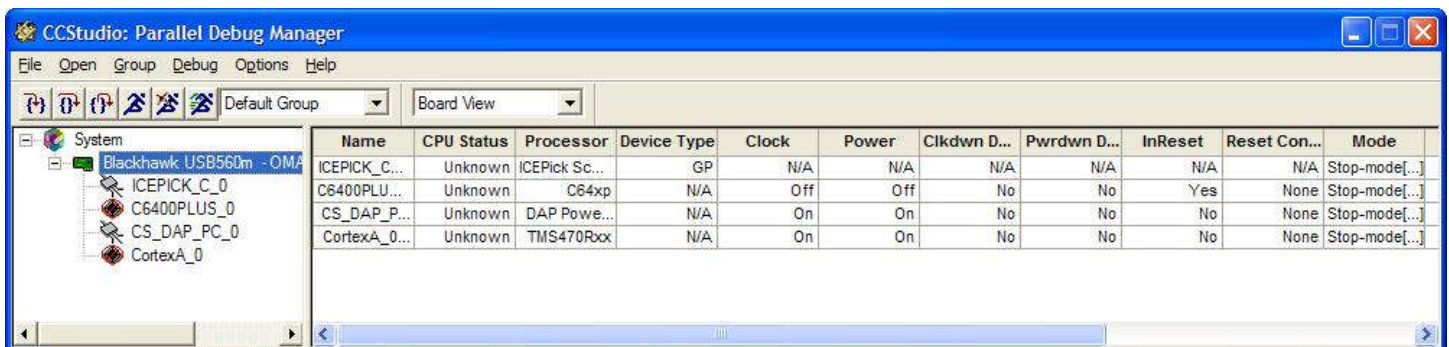 CCStudio: Parallel Debug Manager
File Open Group Debug Options Help
Default Group Board View
System
Blackhawk USB560m - OMA
ICEPICK_C_0
C6400PLUS_0
CS_DAP_PC_0
CortexA_0
Name CPU Status Processor Device Type Clock Power Clkdwn D... Pwrdwn D... InReset Reset Con... Mode
ICEPICK_C... Unknown ICEPick Sc... GP N/A N/A N/A N/A N/A N/A Stop-mode[...]
C6400PLU... Unknown C64xp N/A Off Off No No Yes None Stop-mode[...]
CS_DAP_P... Unknown DAP Powe... N/A On On No No No None Stop-mode[...]
CortexA_0... Unknown TMS470Rxx N/A On On No No No None Stop-mode[...]